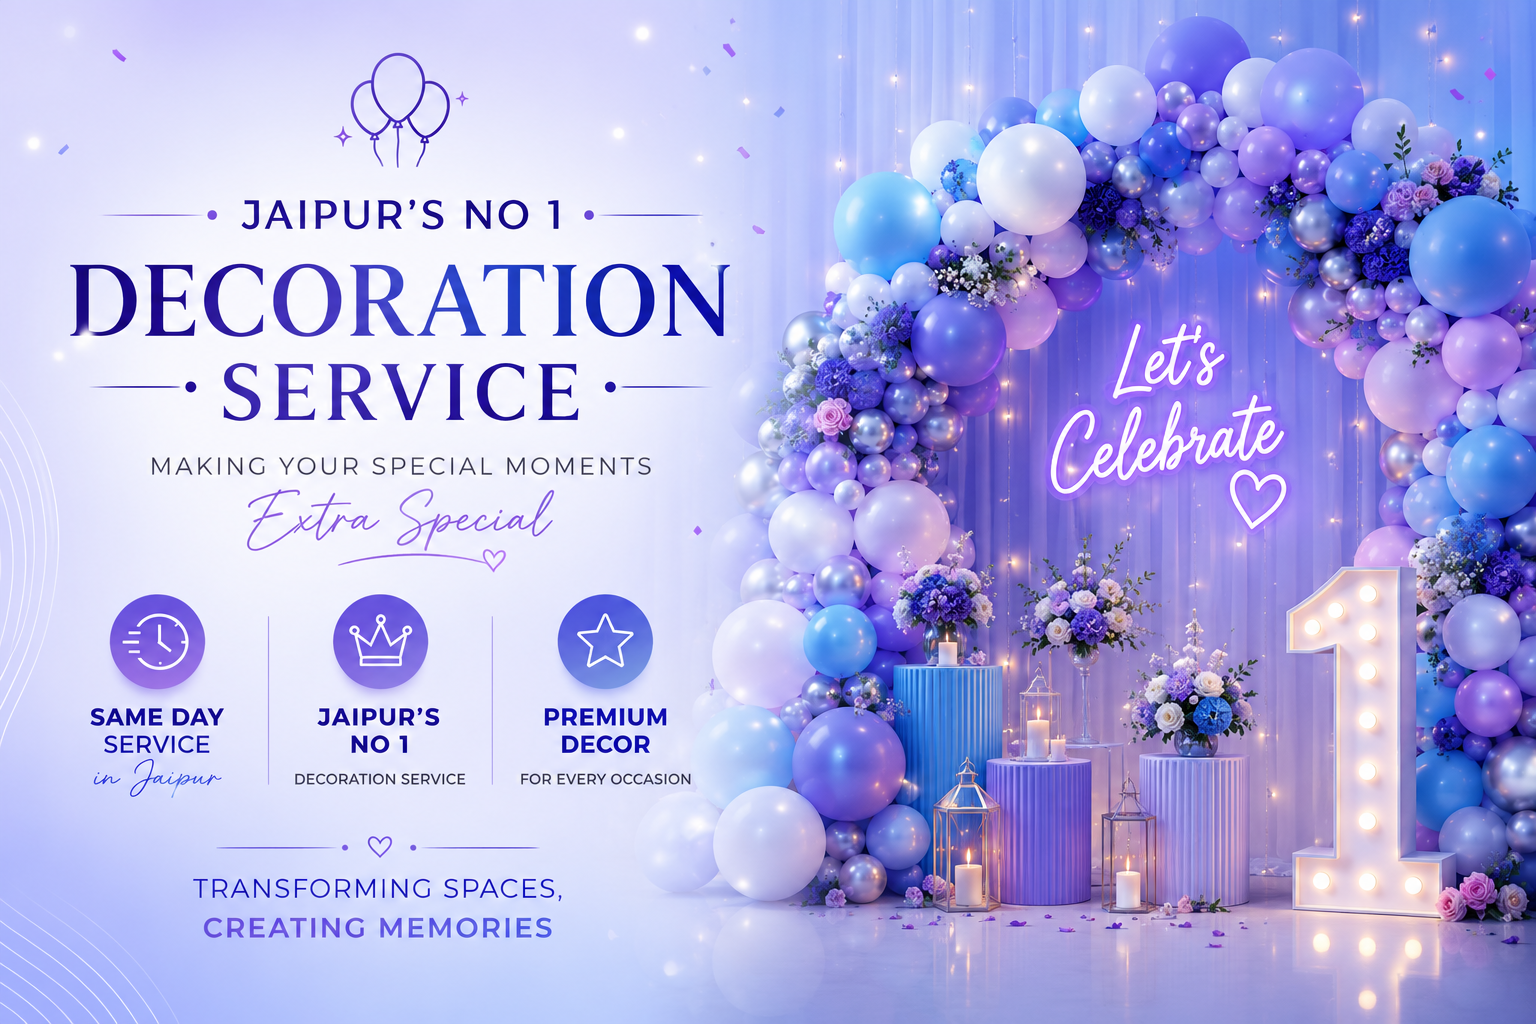 JAIPUR'S NO 1
DECORATION
SERVICE
MAKING YOUR SPECIAL MOMENTS
Extra Special
SAME DAY
SERVICE
in Jaipur
JAIPUR'S
NO 1
DECORATION SERVICE
PREMIUM
DECOR
FOR EVERY OCCASION
TRANSFORMING SPACES,
CREATING MEMORIES
Let's
Celebrate
1